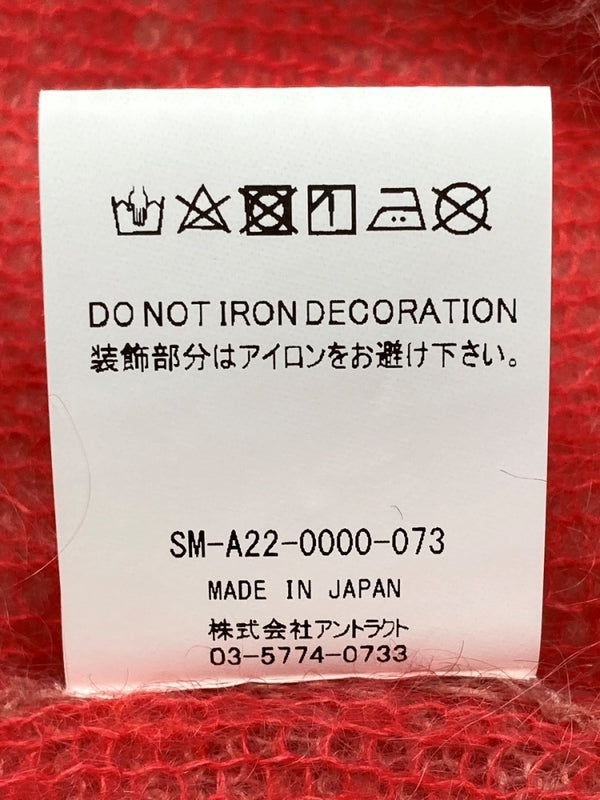 DO NOT IRON DECORATION
装飾部分はアイロンをお避け下さい。
SM-A22-0000-073
MADE IN JAPAN
株式会社アントラクト
03-5774-0733